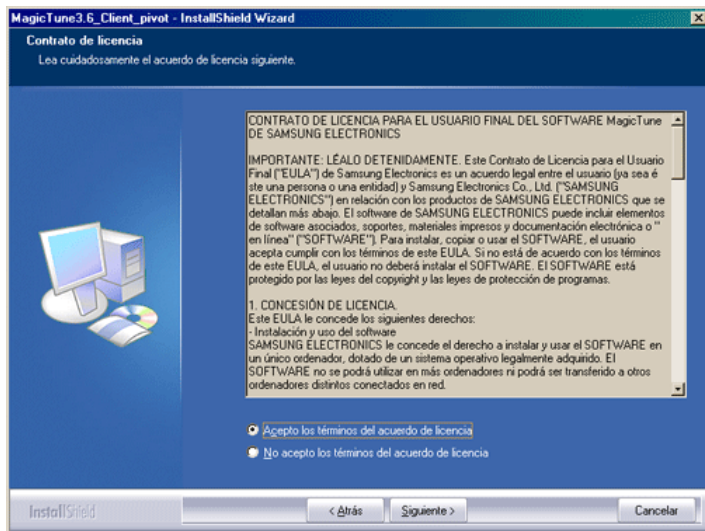 MagicTune3.6_Client_pivot - InstallShield Wizard
Contrato de licencia
Lea cuidadosamente el acuerdo de licencia siguiente.
CONTRATO DE LICENCIA PARA EL USUARIO FINAL DEL SOFTWARE MagicTune
DE SAMSUNG ELECTRONICS
IMPORTANTE: LÉALO DETENIDAMENTE. Este Contrato de Licencia para el Usuario
Final ("EULA") de Samsung Electronics es un acuerdo legal entre el usuario (ya sea é
ste una persona o una entidad) y Samsung Electronics Co., Ltd. ("SAMSUNG
ELECTRONICS") en relación con los productos de SAMSUNG ELECTRONICS que se
detallan más abajo. El software de SAMSUNG ELECTRONICS puede incluir elementos
de software asociados, soportes, materiales impresos y documentación electrónica o "
en línea" ("SOFTWARE"). Para instalar, copiar o usar el SOFTWARE, el usuario
acepta cumplir con los términos de este EULA. Si no está de acuerdo con los términos
de este EULA, el usuario no deberá instalar el SOFTWARE. El SOFTWARE está
protegido por las leyes del copyright y las leyes de protección de programas.
1. CONCESIÓN DE LICENCIA.
Este EULA le concede los siguientes derechos:
- Instalación y uso del software
SAMSUNG ELECTRONICS le concede el derecho a instalar y usar el SOFTWARE en
un único ordenador, dotado de un sistema operativo legalmente adquirido. El
SOFTWARE no se podrá utilizar en más ordenadores ni podrá ser transferido a otros
ordenadores distintos conectados en red.
Acepto los términos del acuerdo de licencia
No acepto los términos del acuerdo de licencia
InstallShield
< Atrás
Siguiente >
Cancelar